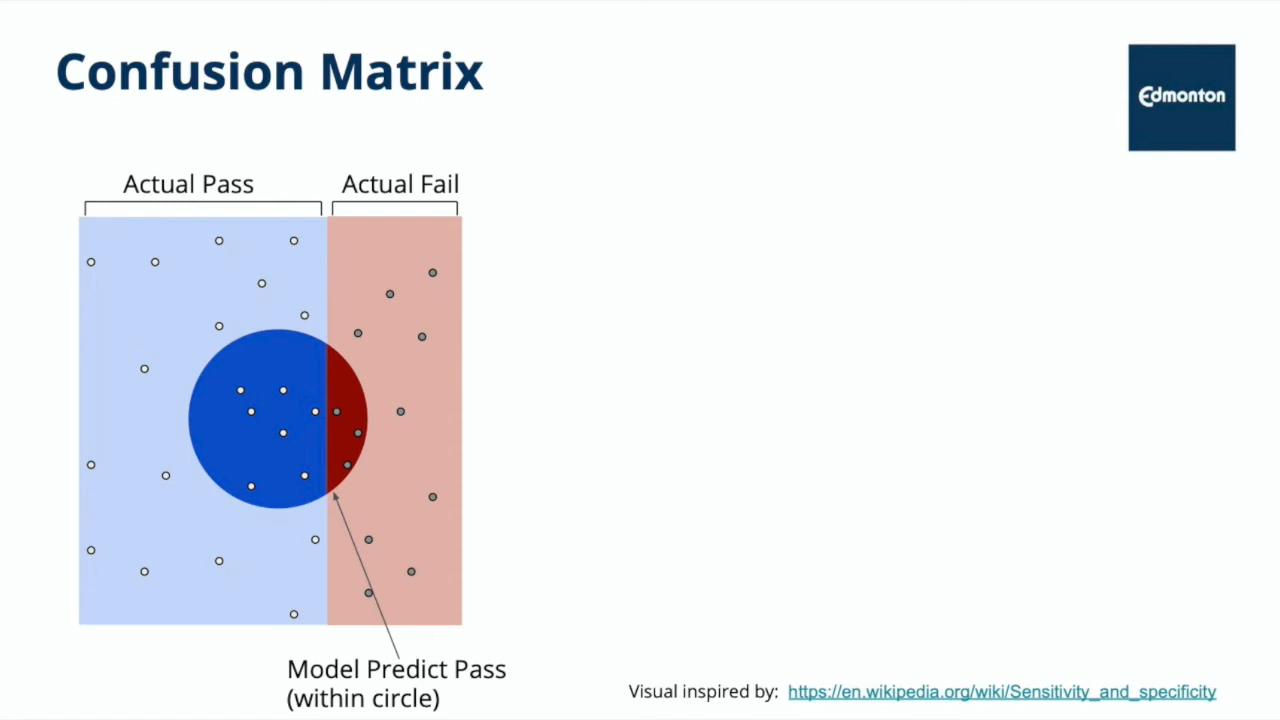 Confusion Matrix
Edmonton
Actual Pass
Actual Fail
Model Predict Pass
(within circle)
Visual inspired by: https://en.wikipedia.org/wiki/Sensitivity_and_specificity